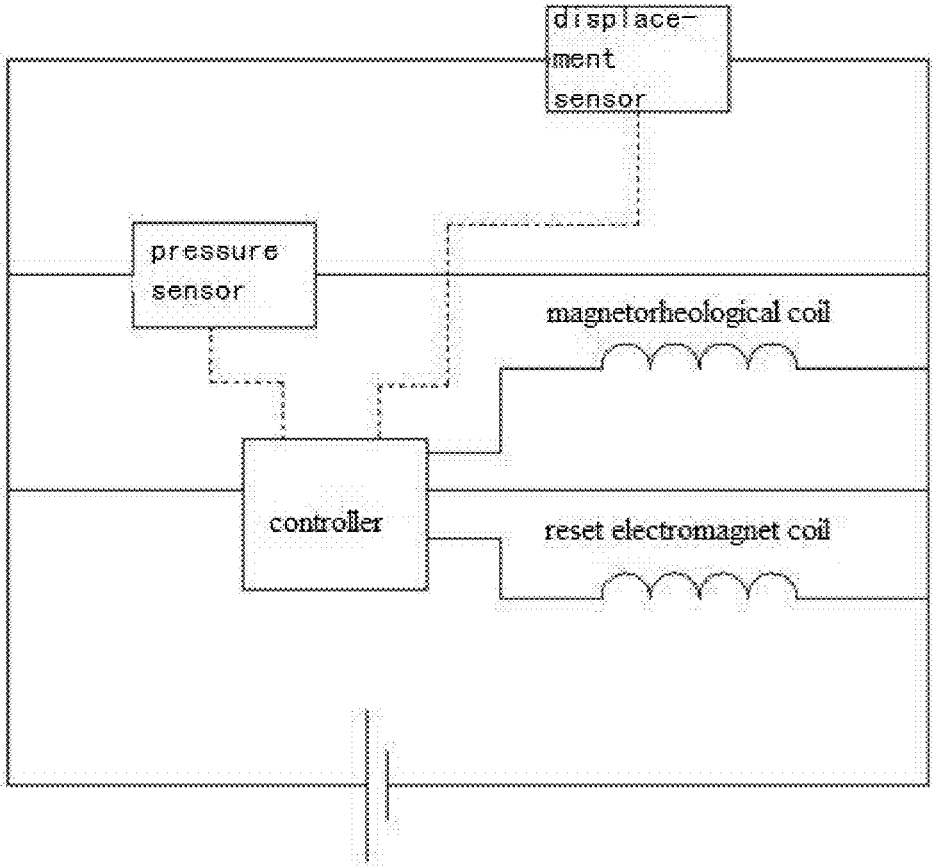 displace-
ment
sensor
pressure
sensor
magnetorheological coil
controller
reset electromagnet coil